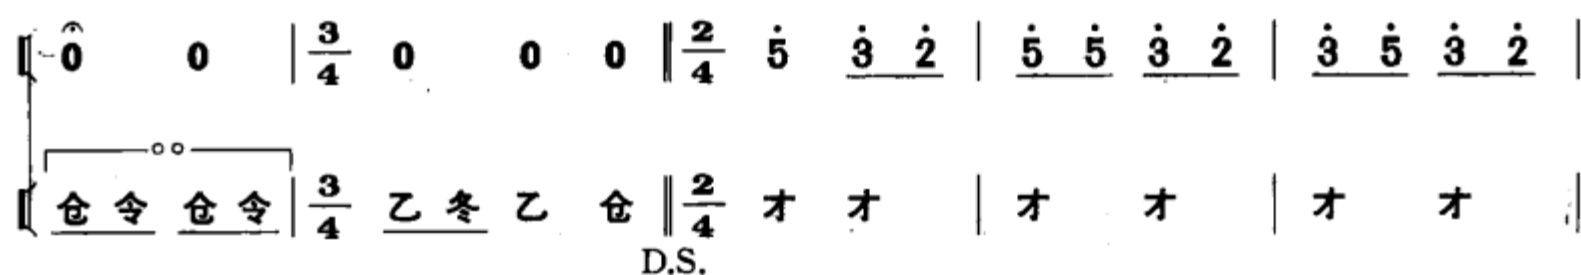 0 0 | 3/4 0 0 0 ‖ 2/4 5̇ 3̇ 2̇ | 5̇ 5̇ 3̇ 2̇ | 3̇ 5̇ 3̇ 2̇ |
仓 令 仓 令 | 3/4 乙 冬 乙 仓 ‖ 2/4 才 才 | 才 才 | 才 才 |
D.S.